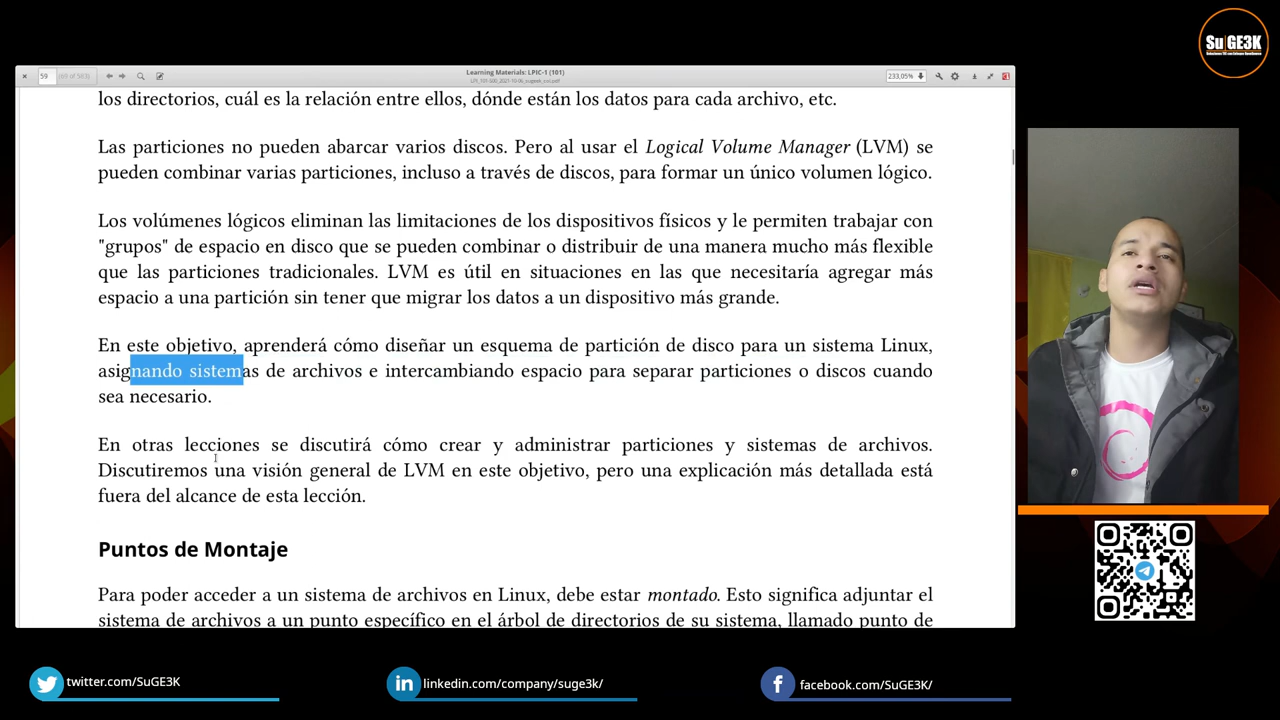 Su GE3K
59
(69 of 563)
Learning Materials: LPIC-1 (101)
233,05%
los directorios, cuál es la relación entre ellos, dónde están los datos para cada archivo, etc.
Las particiones no pueden abarcar varios discos. Pero al usar el Logical Volume Manager (LVM) se
pueden combinar varias particiones, incluso a través de discos, para formar un único volumen lógico.
Los volúmenes lógicos eliminan las limitaciones de los dispositivos físicos y le permiten trabajar con
"grupos" de espacio en disco que se pueden combinar o distribuir de una manera mucho más flexible
que las particiones tradicionales. LVM es útil en situaciones en las que necesitaría agregar más
espacio a una partición sin tener que migrar los datos a un dispositivo más grande.
En este objetivo, aprenderá cómo diseñar un esquema de partición de disco para un sistema Linux,
asignando sistemas de archivos e intercambiando espacio para separar particiones o discos cuando
sea necesario.
En otras lecciones se discutirá cómo crear y administrar particiones y sistemas de archivos.
Discutiremos una visión general de LVM en este objetivo, pero una explicación más detallada está
fuera del alcance de esta lección.
Puntos de Montaje
Para poder acceder a un sistema de archivos en Linux, debe estar montado. Esto significa adjuntar el
sistema de archivos a un punto específico en el árbol de directorios de su sistema, llamado punto de
twitter.com/SuGE3K
linkedin.com/company/suge3k/
facebook.com/SuGE3K/